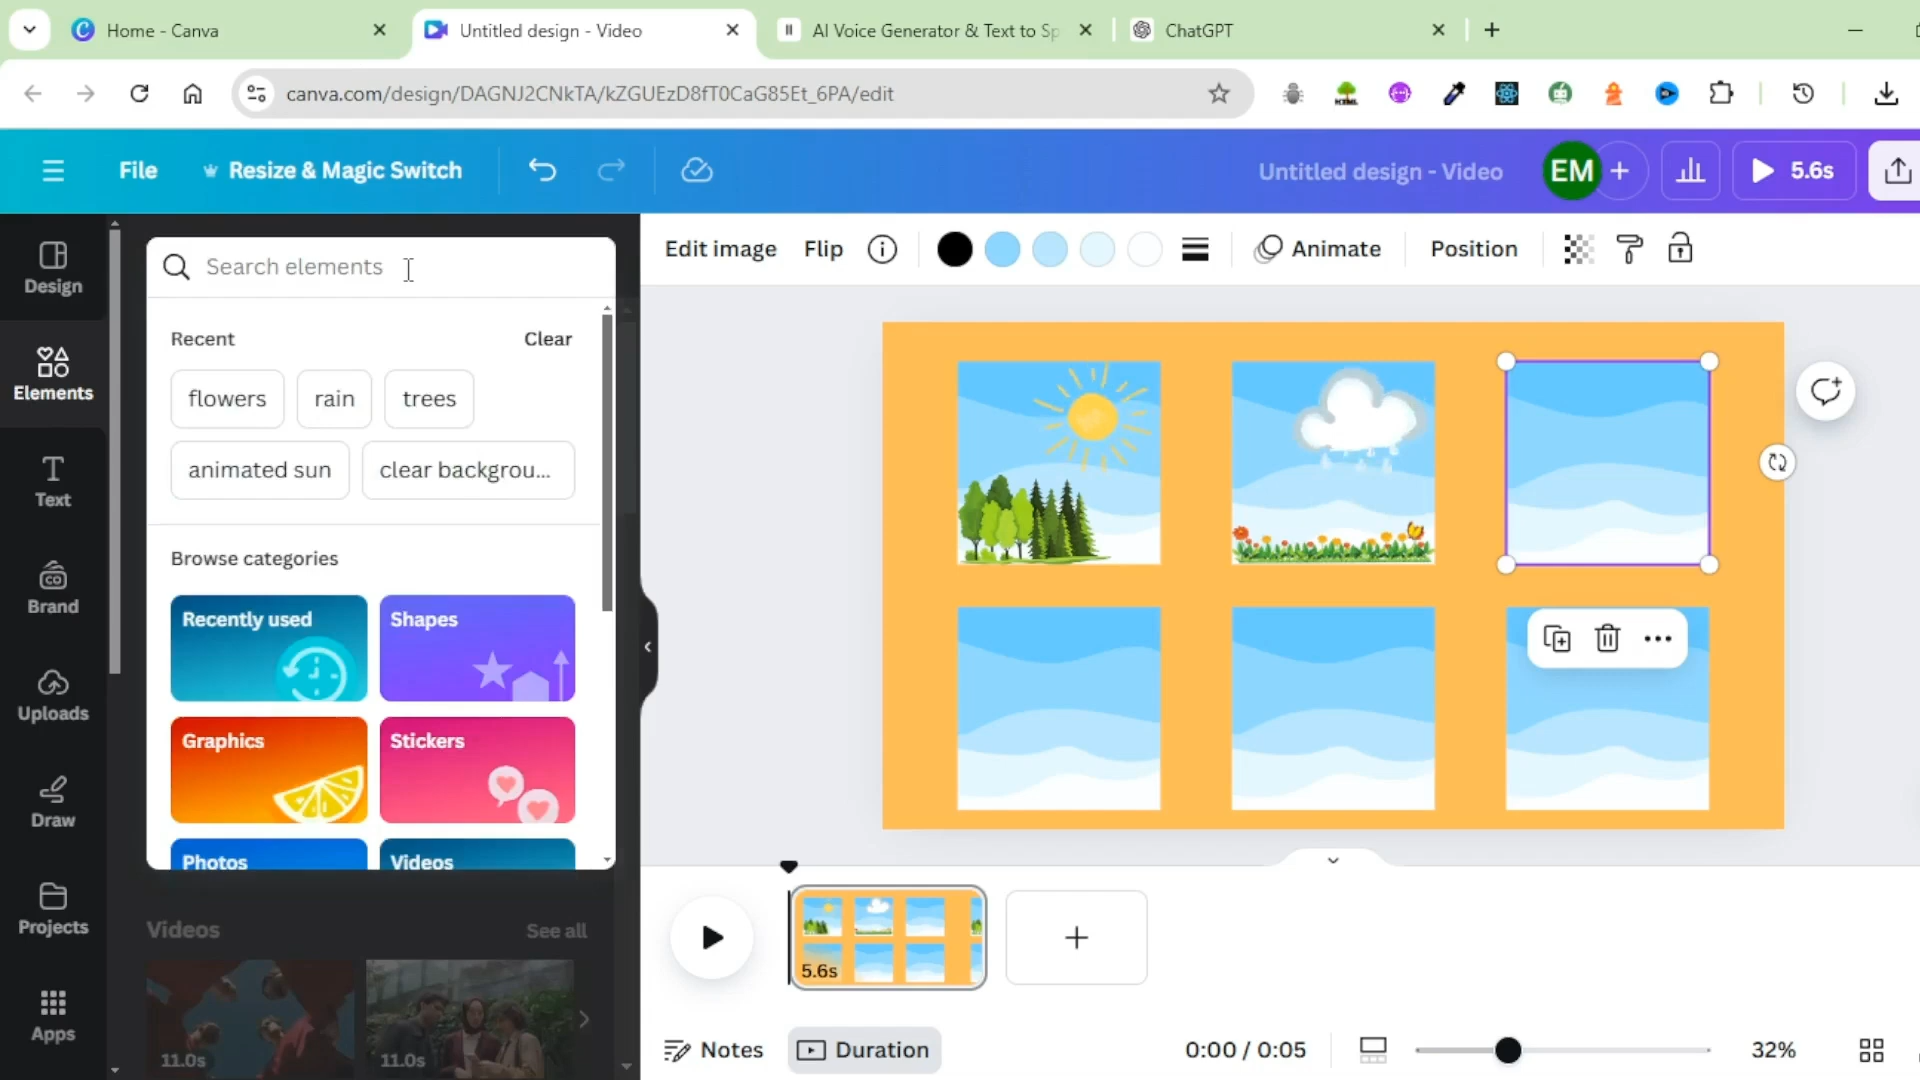 Home - Canva
Untitled design - Video
AI Voice Generator & Text to Sp
ChatGPT
canva.com/design/DAGNJ2CNkTA/kZGUEzD8fT0CaG85Et_6PA/edit
File
Resize & Magic Switch
Untitled design - Video
EM
5.6s
Design
Elements
Text
Brand
Uploads
Draw
Projects
Apps
Search elements
Recent
Clear
flowers
rain
trees
animated sun
clear backgrou...
Browse categories
Recently used
Shapes
Graphics
Stickers
Photos
Videos
Videos
See all
11.0s
11.0s
Edit image
Flip
Animate
Position
5.6s
Notes
Duration
0:00 / 0:05
32%